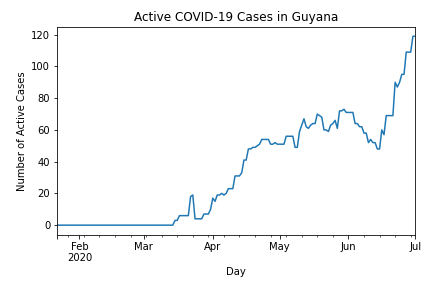 Active COVID-19 Cases in Guyana
Number of Active Cases
120
100
80
60
40
20
0
Feb
2020
Mar
Apr
May
Jun
Jul
Day